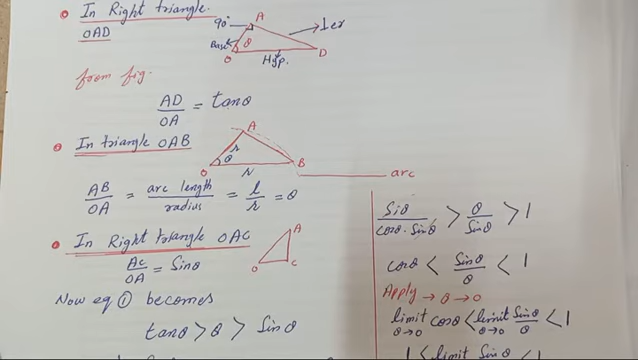 In Right triangle.
OAD
90°
A
⊥er
Base
θ
O
D
Hyp.
from fig.
AD/OA = tanθ
In triangle OAB
A
r
θ
O
r
B
arc
AB/OA = arc length/radius = l/r = θ
In Right triangle OAC
A
O
C
AC/OA = Sinθ
Now eq ① becomes
tanθ > θ > Sinθ
Sinθ/cosθ·Sinθ > θ/Sinθ > 1
cosθ < Sinθ/θ < 1
Apply → θ → 0
limit θ→0 cosθ < limit θ→0 Sinθ/θ < 1
1 < limit Sinθ < 1